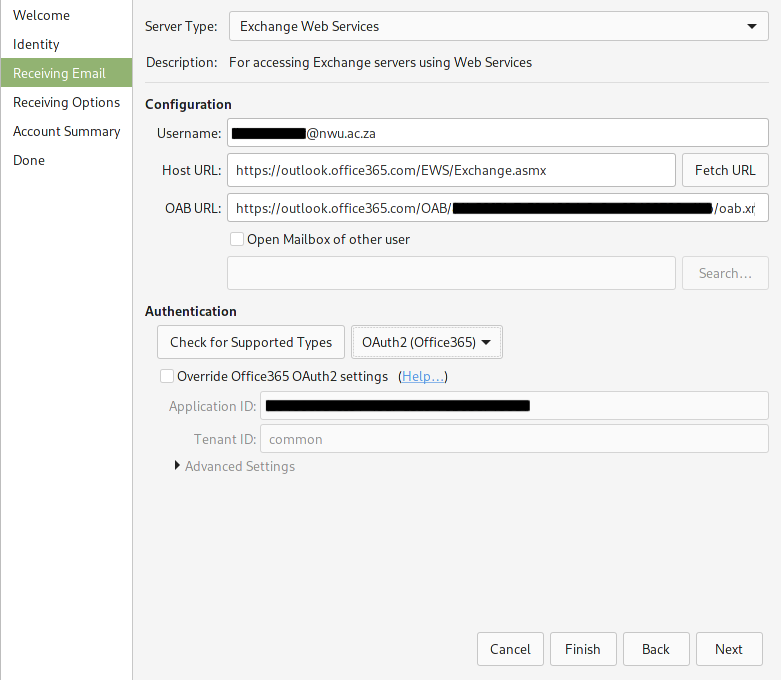 Welcome
Identity
Receiving Email
Receiving Options
Account Summary
Done
Server Type: Exchange Web Services
Description: For accessing Exchange servers using Web Services
Configuration
Username: @nwu.ac.za
Host URL: https://outlook.office365.com/EWS/Exchange.asmx Fetch URL
OAB URL: https://outlook.office365.com/OAB/ /oab.xr
Open Mailbox of other user
Search...
Authentication
Check for Supported Types OAuth2 (Office365)
Override Office365 OAuth2 settings (Help...)
Application ID:
Tenant ID: common
Advanced Settings
Cancel Finish Back Next